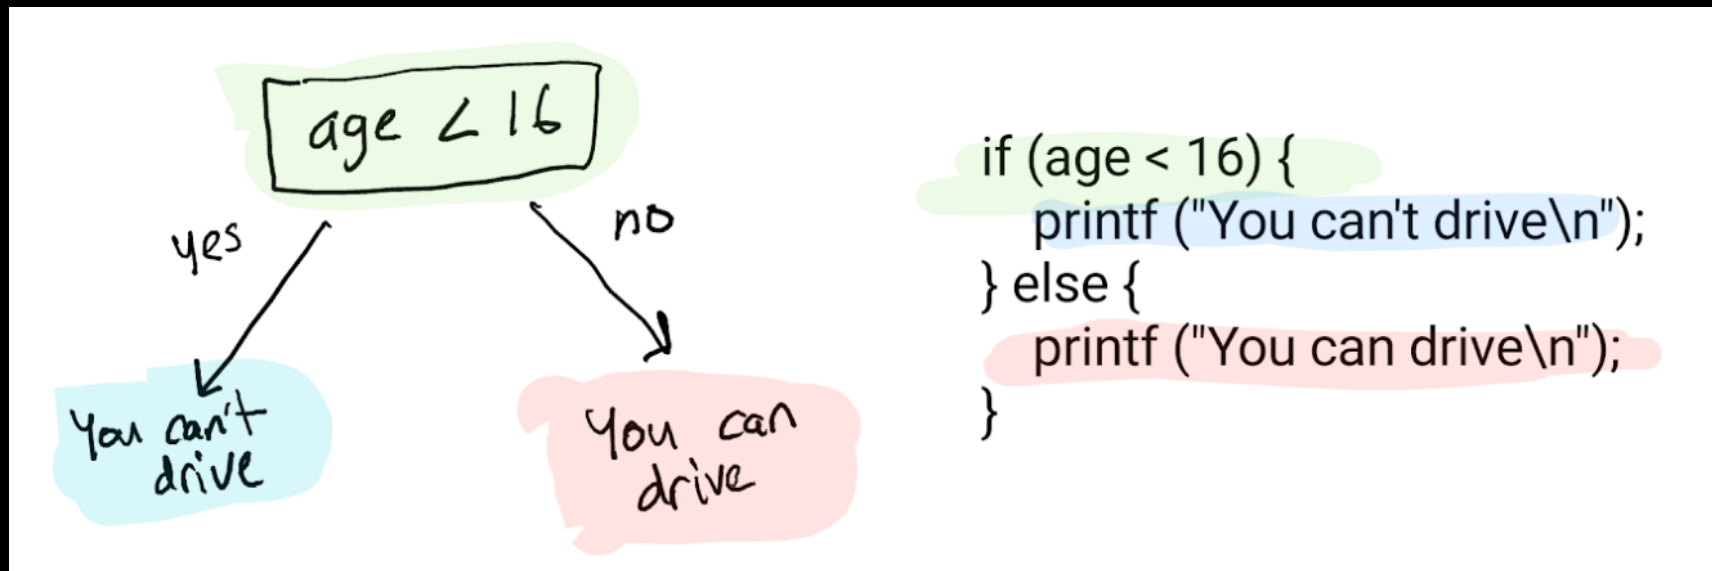 age < 16
yes
no
You can't
drive
You can
drive
if (age < 16) {
printf ("You can't drive\n");
} else {
printf ("You can drive\n");
}